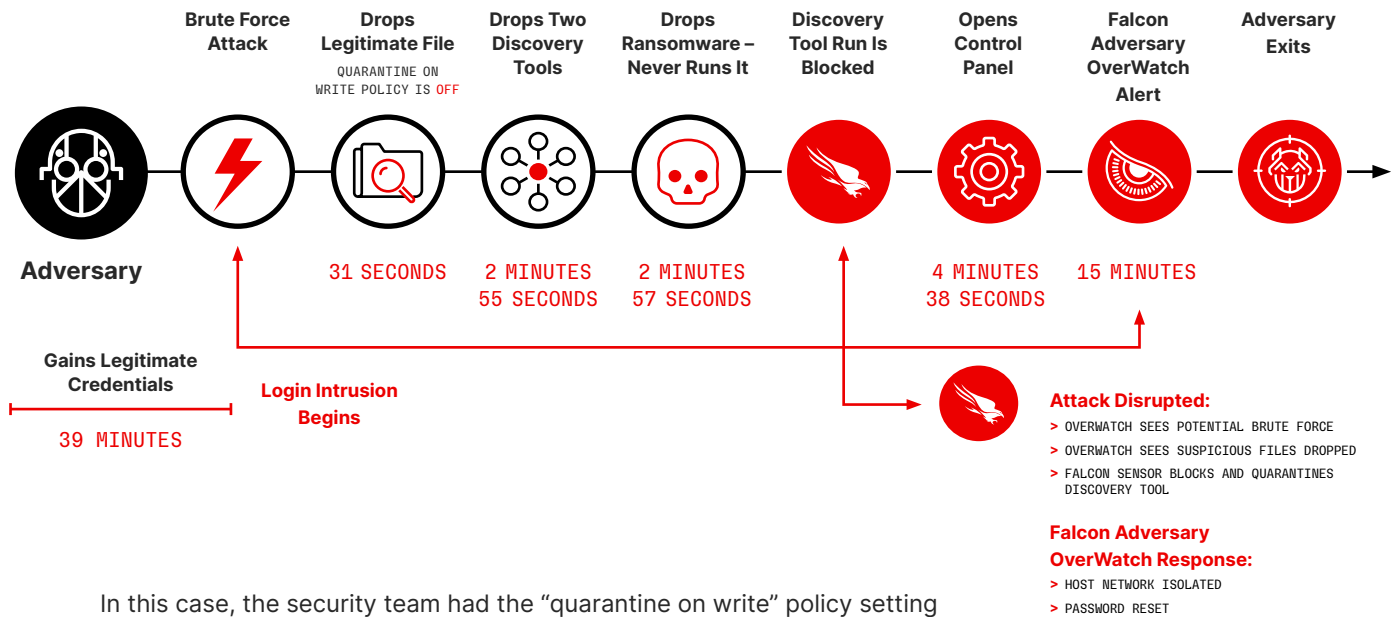 Brute Force
Attack
Drops
Legitimate File
QUARANTINE ON
WRITE POLICY IS OFF
Drops Two
Discovery
Tools
Drops
Ransomware –
Never Runs It
Discovery
Tool Run Is
Blocked
Opens
Control
Panel
Falcon
Adversary
OverWatch
Alert
Adversary
Exits
Adversary
31 SECONDS
2 MINUTES
55 SECONDS
2 MINUTES
57 SECONDS
4 MINUTES
38 SECONDS
15 MINUTES
Gains Legitimate
Credentials
39 MINUTES
Login Intrusion
Begins
Attack Disrupted:
> OVERWATCH SEES POTENTIAL BRUTE FORCE
> OVERWATCH SEES SUSPICIOUS FILES DROPPED
> FALCON SENSOR BLOCKS AND QUARANTINES
DISCOVERY TOOL
Falcon Adversary
OverWatch Response:
> HOST NETWORK ISOLATED
> PASSWORD RESET
In this case, the security team had the “quarantine on write” policy setting